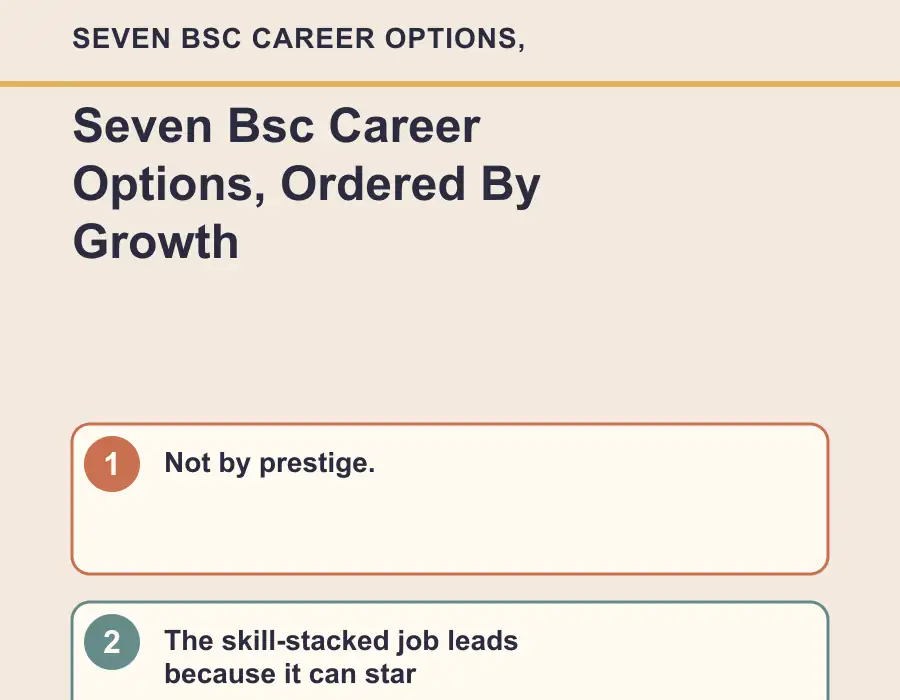 SEVEN BSC CAREER OPTIONS,
Seven Bsc Career
Options, Ordered By
Growth
1
Not by prestige.
2
The skill-stacked job leads
because it can star